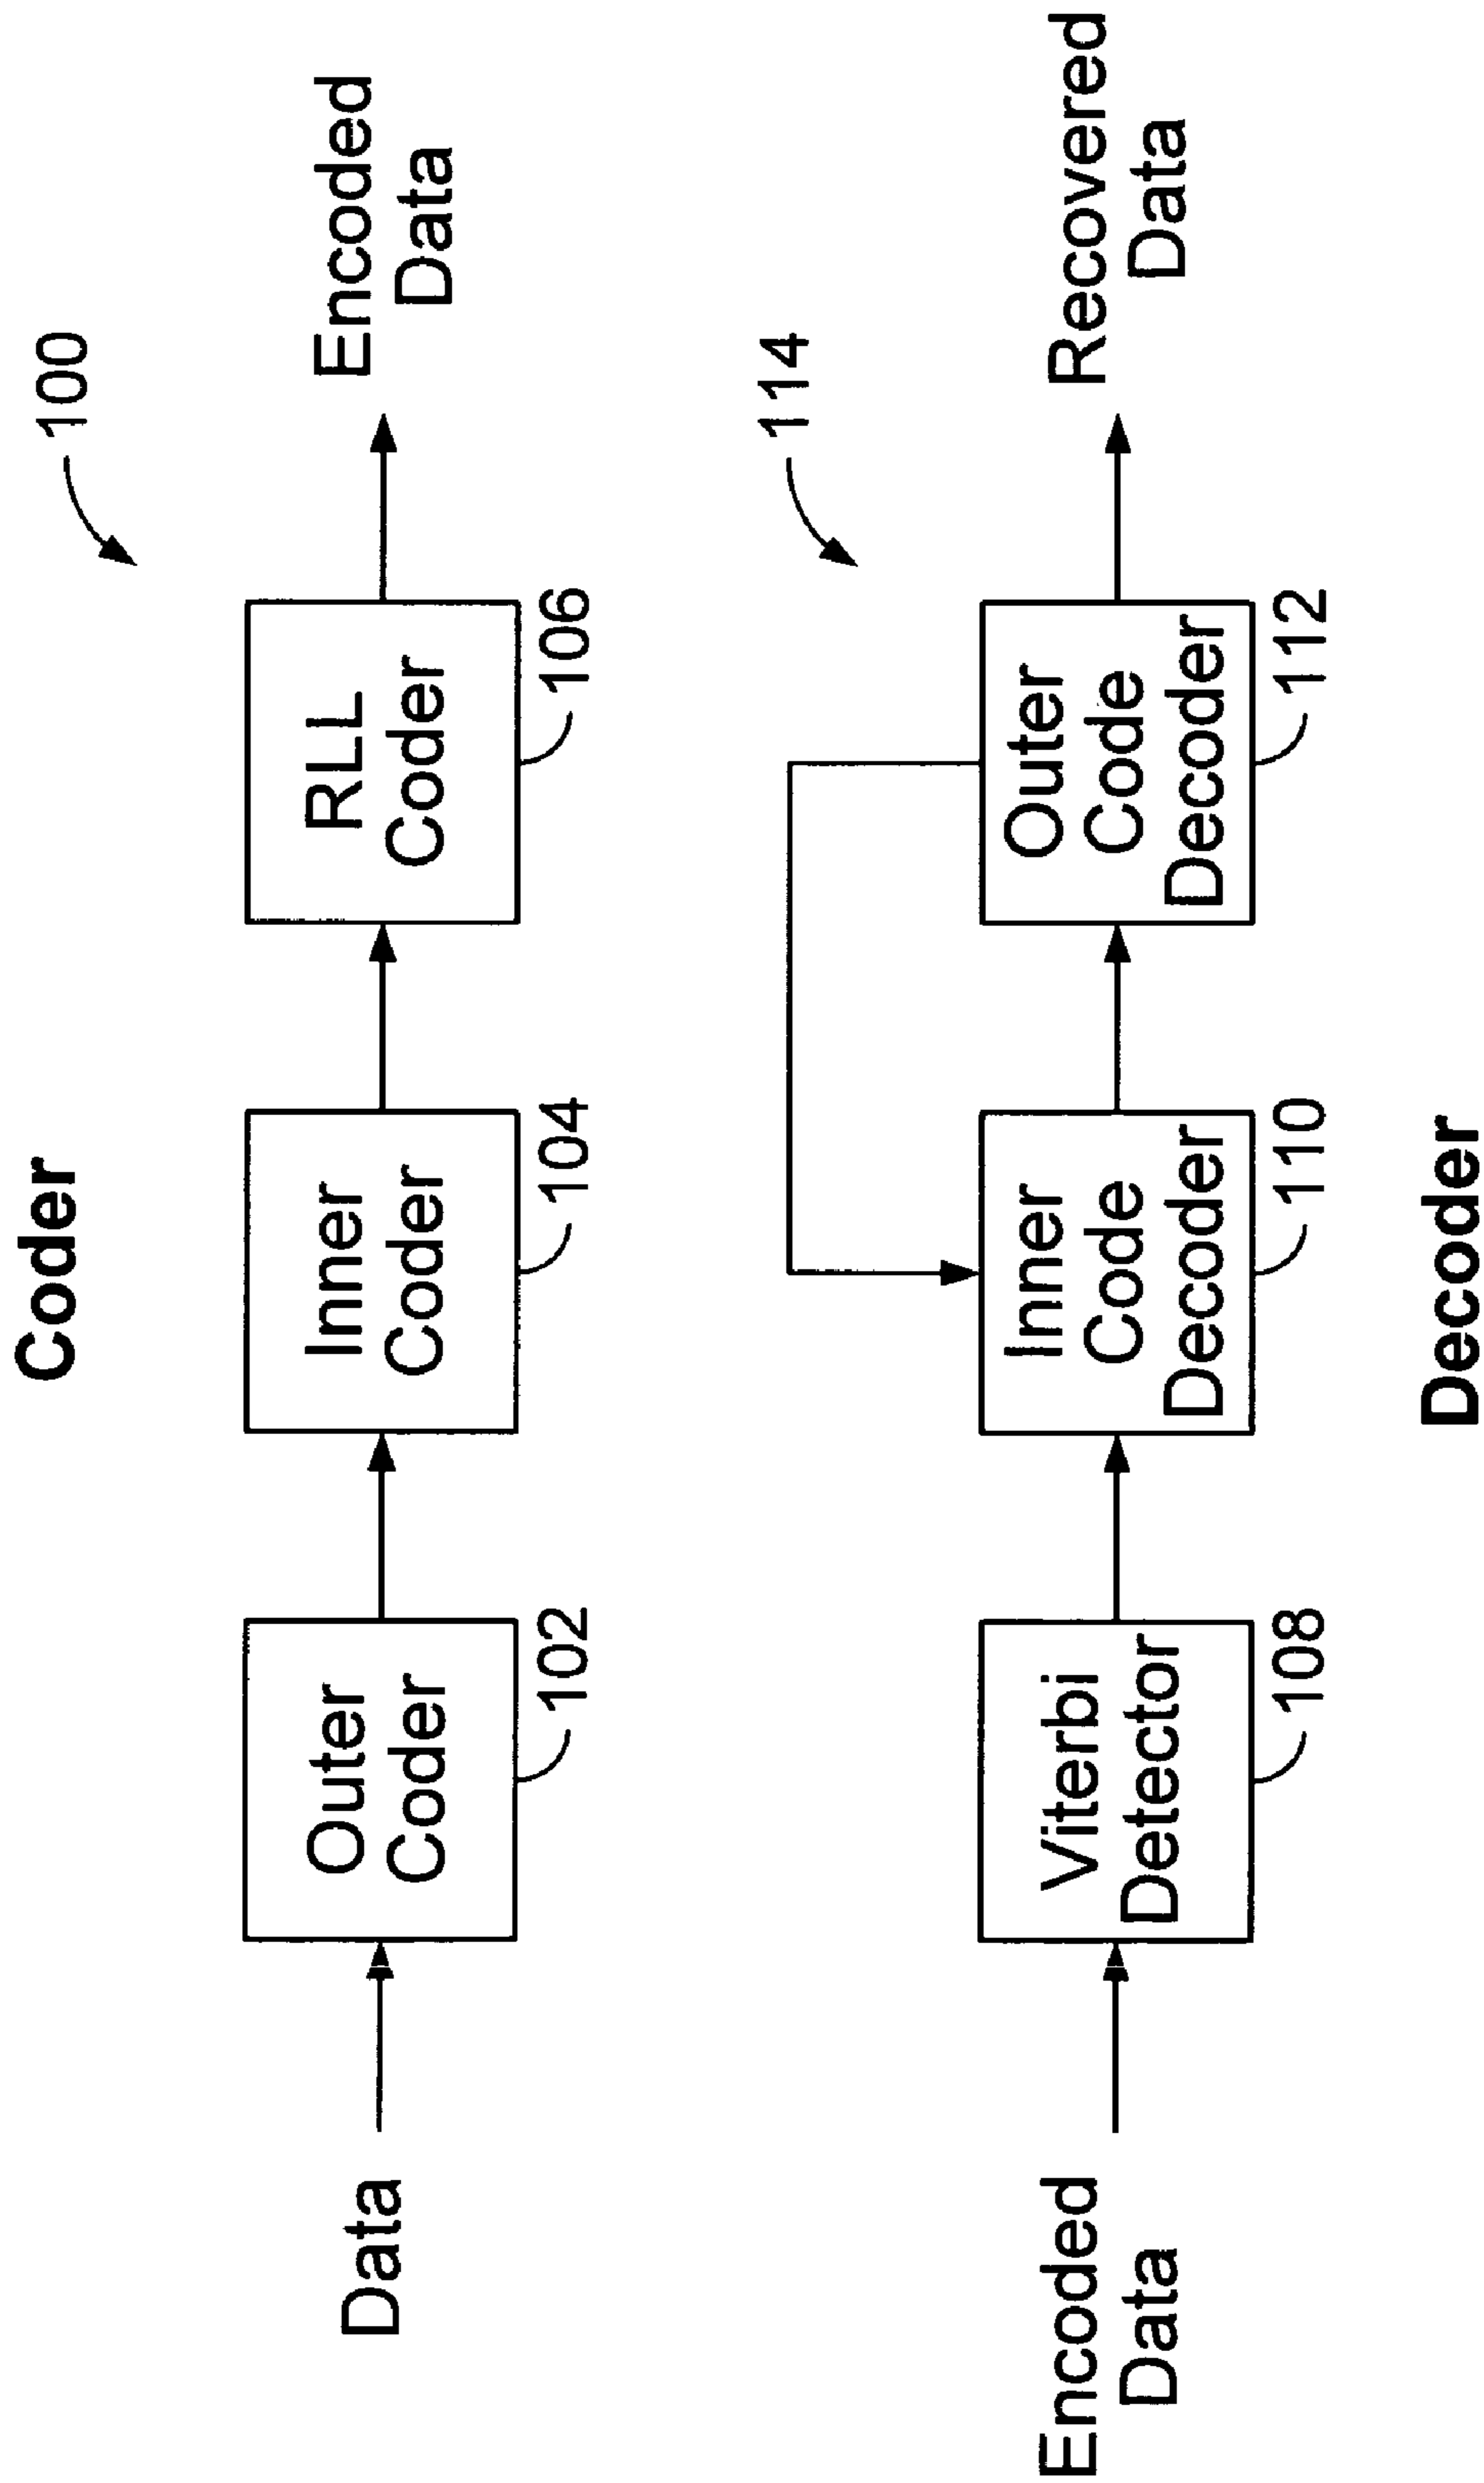 Coder
100
Data
Outer
Coder
102
Inner
Coder
104
RLL
Coder
106
Encoded
Data
114
Encoded
Data
Viterbi
Detector
108
Inner
Code
Decoder
110
Outer
Code
Decoder
112
Recovered
Data
Decoder